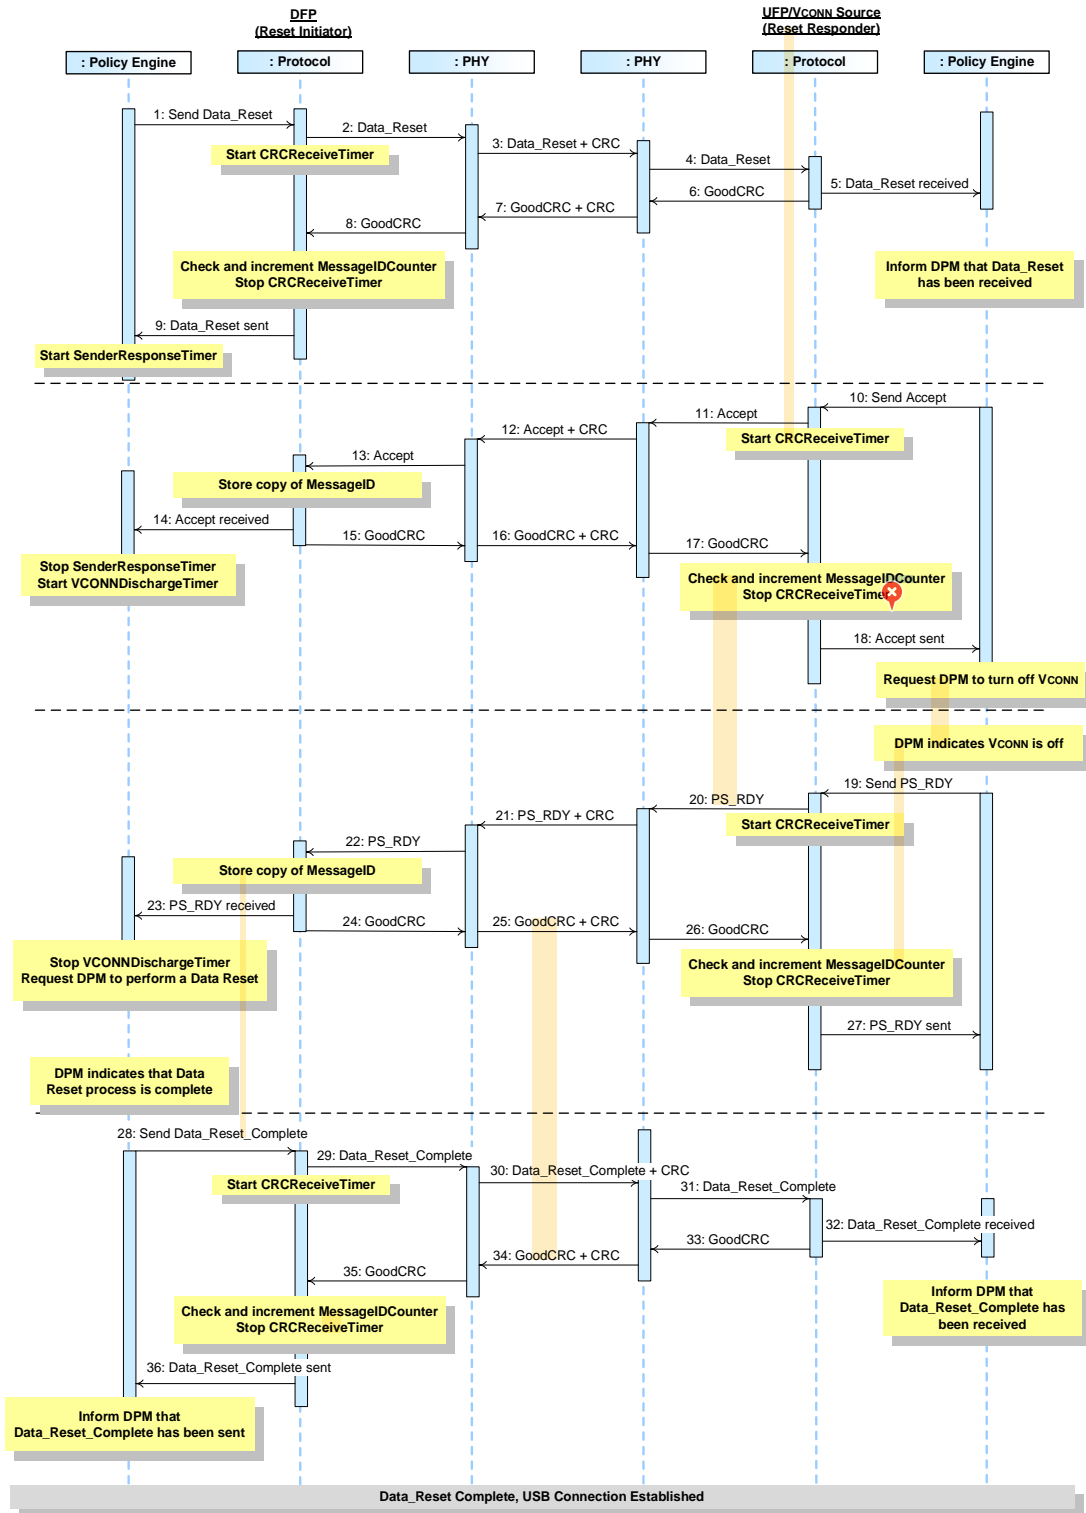 DFP
(Reset Initiator)
UFP/VCONN Source
(Reset Responder)
: Policy Engine
: Protocol
: PHY
: PHY
: Protocol
: Policy Engine
1: Send Data_Reset
2: Data_Reset
Start CRCReceiveTimer
3: Data_Reset + CRC
4: Data_Reset
5: Data_Reset received
6: GoodCRC
7: GoodCRC + CRC
8: GoodCRC
Check and increment MessageIDCounter
Stop CRCReceiveTimer
Inform DPM that Data_Reset
has been received
9: Data_Reset sent
Start SenderResponseTimer
10: Send Accept
11: Accept
Start CRCReceiveTimer
12: Accept + CRC
13: Accept
Store copy of MessageID
14: Accept received
15: GoodCRC
16: GoodCRC + CRC
17: GoodCRC
Stop SenderResponseTimer
Start VCONNDischargeTimer
Check and increment MessageIDCounter
Stop CRCReceiveTimer
18: Accept sent
Request DPM to turn off VCONN
DPM indicates VCONN is off
19: Send PS_RDY
20: PS_RDY
Start CRCReceiveTimer
21: PS_RDY + CRC
22: PS_RDY
Store copy of MessageID
23: PS_RDY received
24: GoodCRC
25: GoodCRC + CRC
26: GoodCRC
Stop VCONNDischargeTimer
Request DPM to perform a Data Reset
Check and increment MessageIDCounter
Stop CRCReceiveTimer
27: PS_RDY sent
DPM indicates that Data
Reset process is complete
28: Send Data_Reset_Complete
29: Data_Reset_Complete
Start CRCReceiveTimer
30: Data_Reset_Complete + CRC
31: Data_Reset_Complete
32: Data_Reset_Complete received
33: GoodCRC
34: GoodCRC + CRC
35: GoodCRC
Inform DPM that
Data_Reset_Complete has
been received
Check and increment MessageIDCounter
Stop CRCReceiveTimer
36: Data_Reset_Complete sent
Inform DPM that
Data_Reset_Complete has been sent
Data_Reset Complete, USB Connection Established